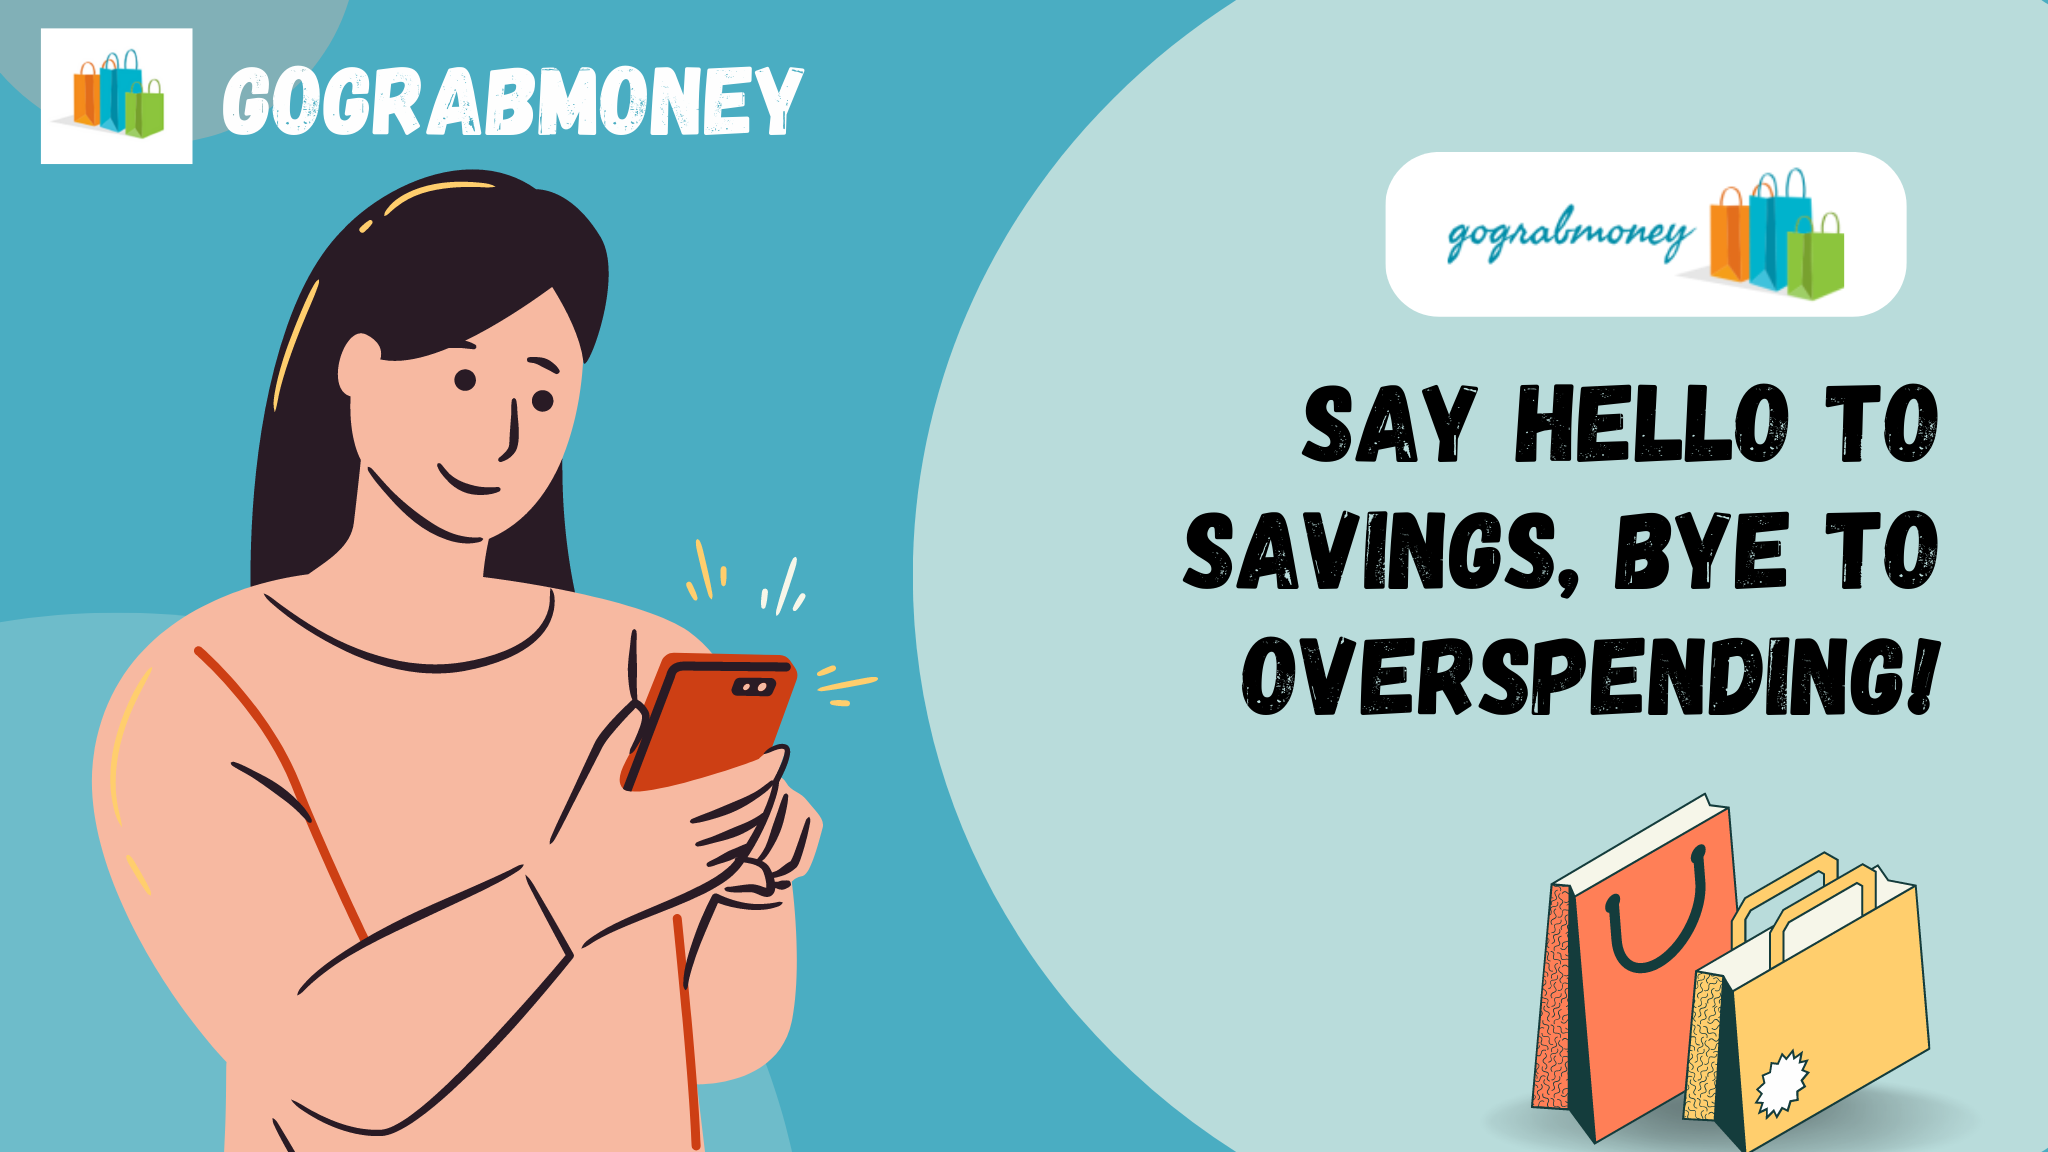 GOGRABMONEY
gograbmoney
SAY HELLO TO
SAVINGS, BYE TO
OVERSPENDING!